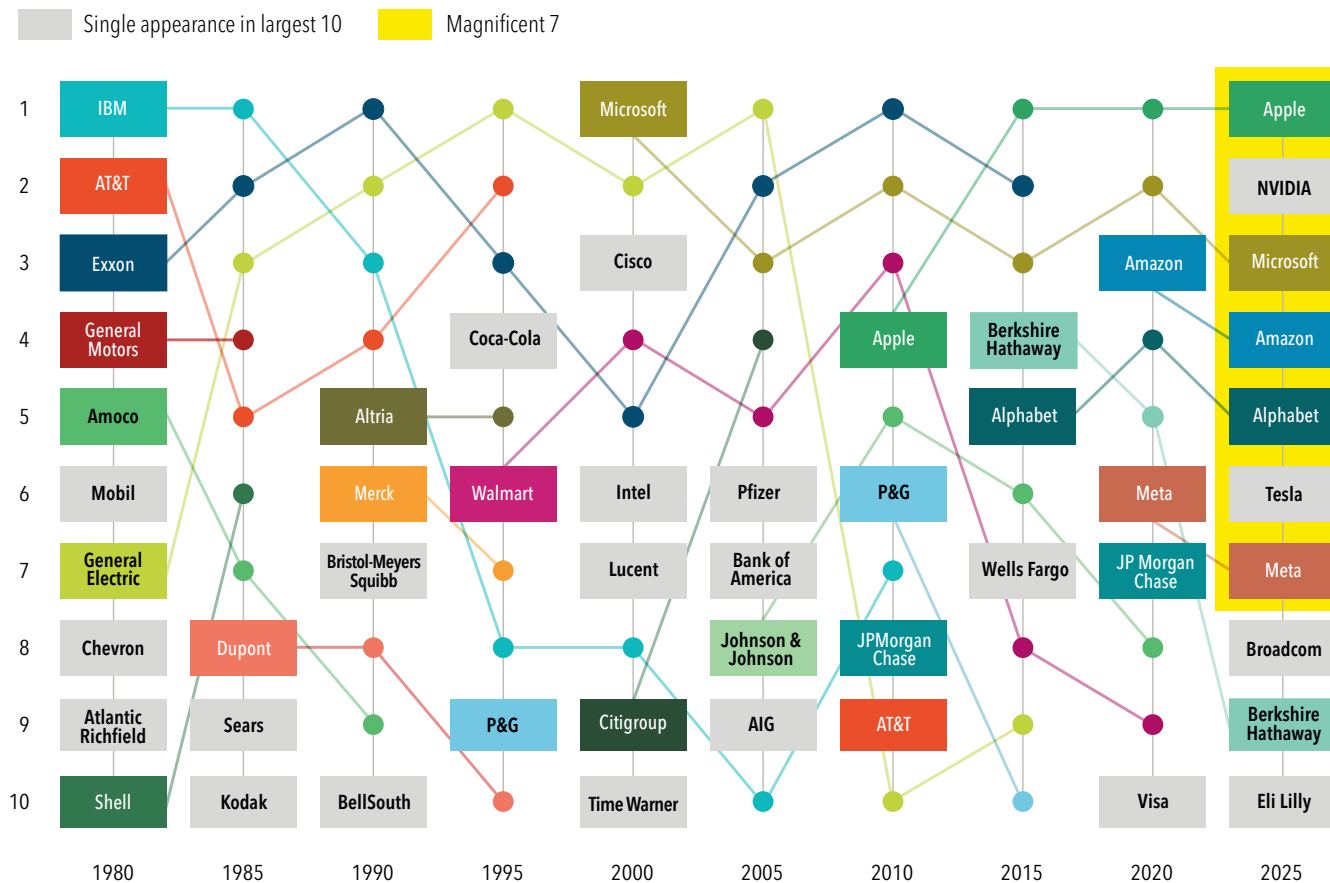 Single appearance in largest 10
Magnificent 7
1
IBM
Microsoft
Apple
2
AT&T
NVIDIA
3
Exxon
Cisco
Amazon
Microsoft
4
General
Motors
Coca-Cola
Apple
Berkshire
Hathaway
Amazon
5
Amoco
Altria
Alphabet
Alphabet
6
Mobil
Merck
Walmart
Intel
Pfizer
P&G
Meta
Tesla
7
General
Electric
Bristol-Meyers
Squibb
Lucent
Bank of
America
Wells Fargo
JP Morgan
Chase
Meta
8
Chevron
Dupont
Johnson &
Johnson
JPMorgan
Chase
Broadcom
9
Atlantic
Richfield
Sears
P&G
Citigroup
AIG
AT&T
Berkshire
Hathaway
10
Shell
Kodak
BellSouth
Time Warner
Visa
Eli Lilly
1980
1985
1990
1995
2000
2005
2010
2015
2020
2025